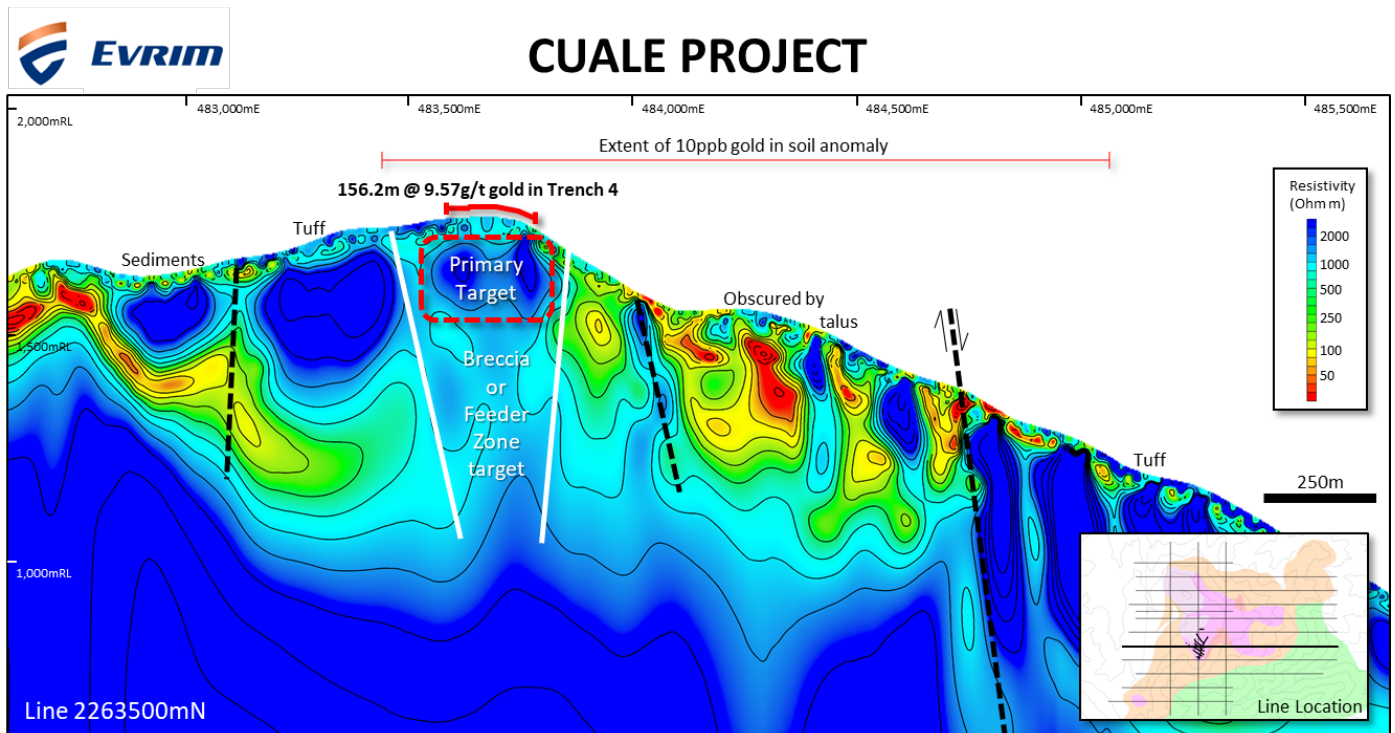 EVRIM
CUALE PROJECT
483,000mE
483,500mE
484,000mE
484,500mE
485,000mE
485,500mE
2,000mRL
Extent of 10ppb gold in soil anomaly
156.2m @ 9.57g/t gold in Trench 4
Resistivity
(Ohm m)
2000
1000
500
250
100
50
Tuff
Sediments
Primary
Target
Obscured by
talus
1,500mRL
Breccia
or
Feeder
Zone
target
Tuff
250m
1,000mRL
Line 2263500mN
Line Location